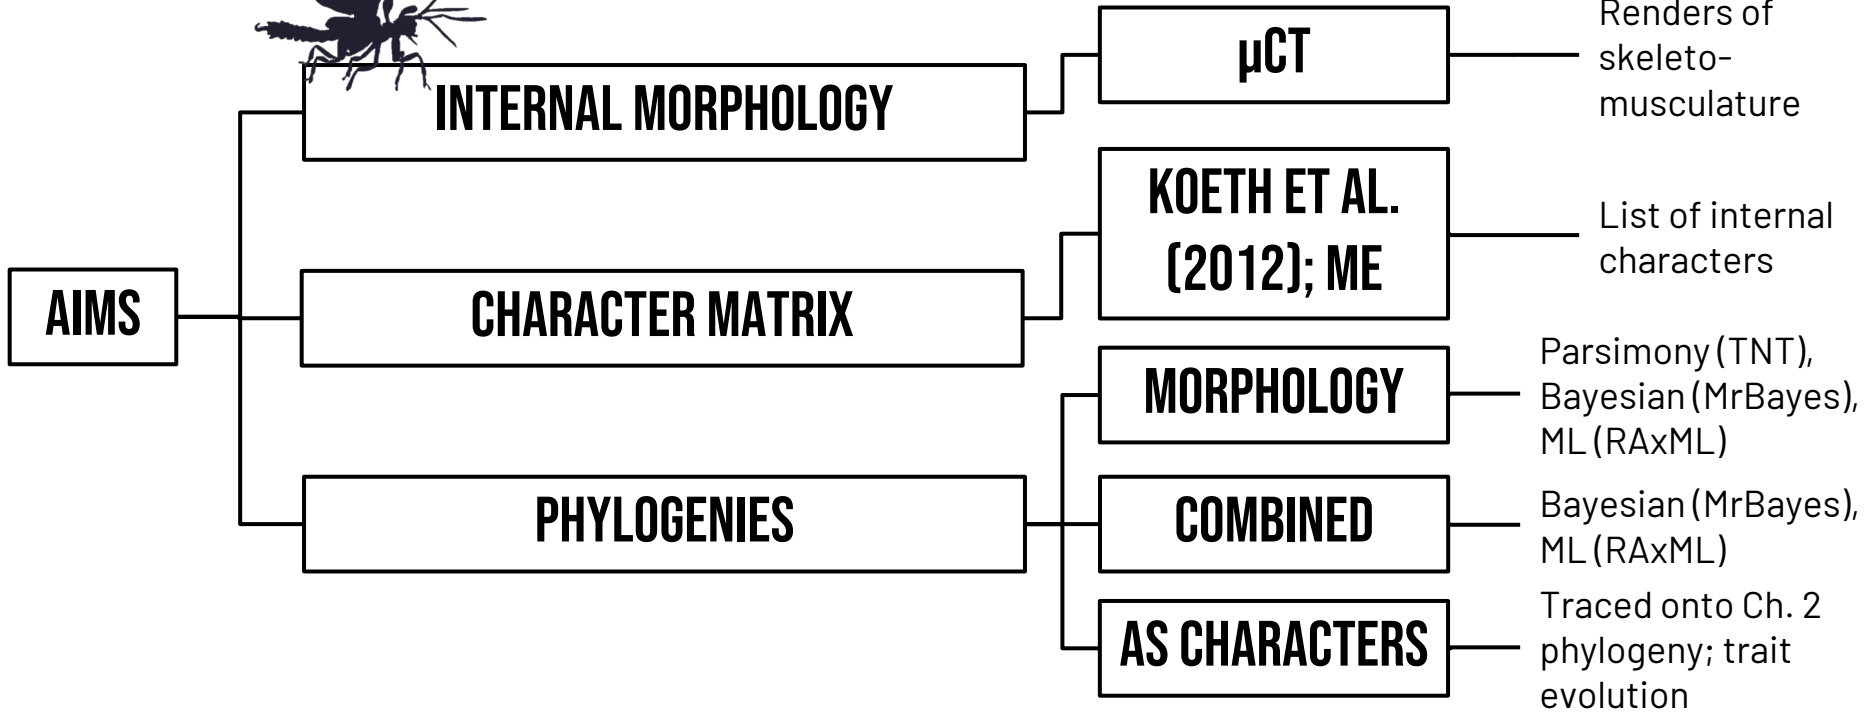 AIMS
INTERNAL MORPHOLOGY
µCT
Renders of
skeleto-
musculature
CHARACTER MATRIX
KOETH ET AL.
(2012); ME
List of internal
characters
PHYLOGENIES
MORPHOLOGY
Parsimony (TNT),
Bayesian (MrBayes),
ML (RAxML)
COMBINED
Bayesian (MrBayes),
ML (RAxML)
AS CHARACTERS
Traced onto Ch. 2
phylogeny; trait
evolution